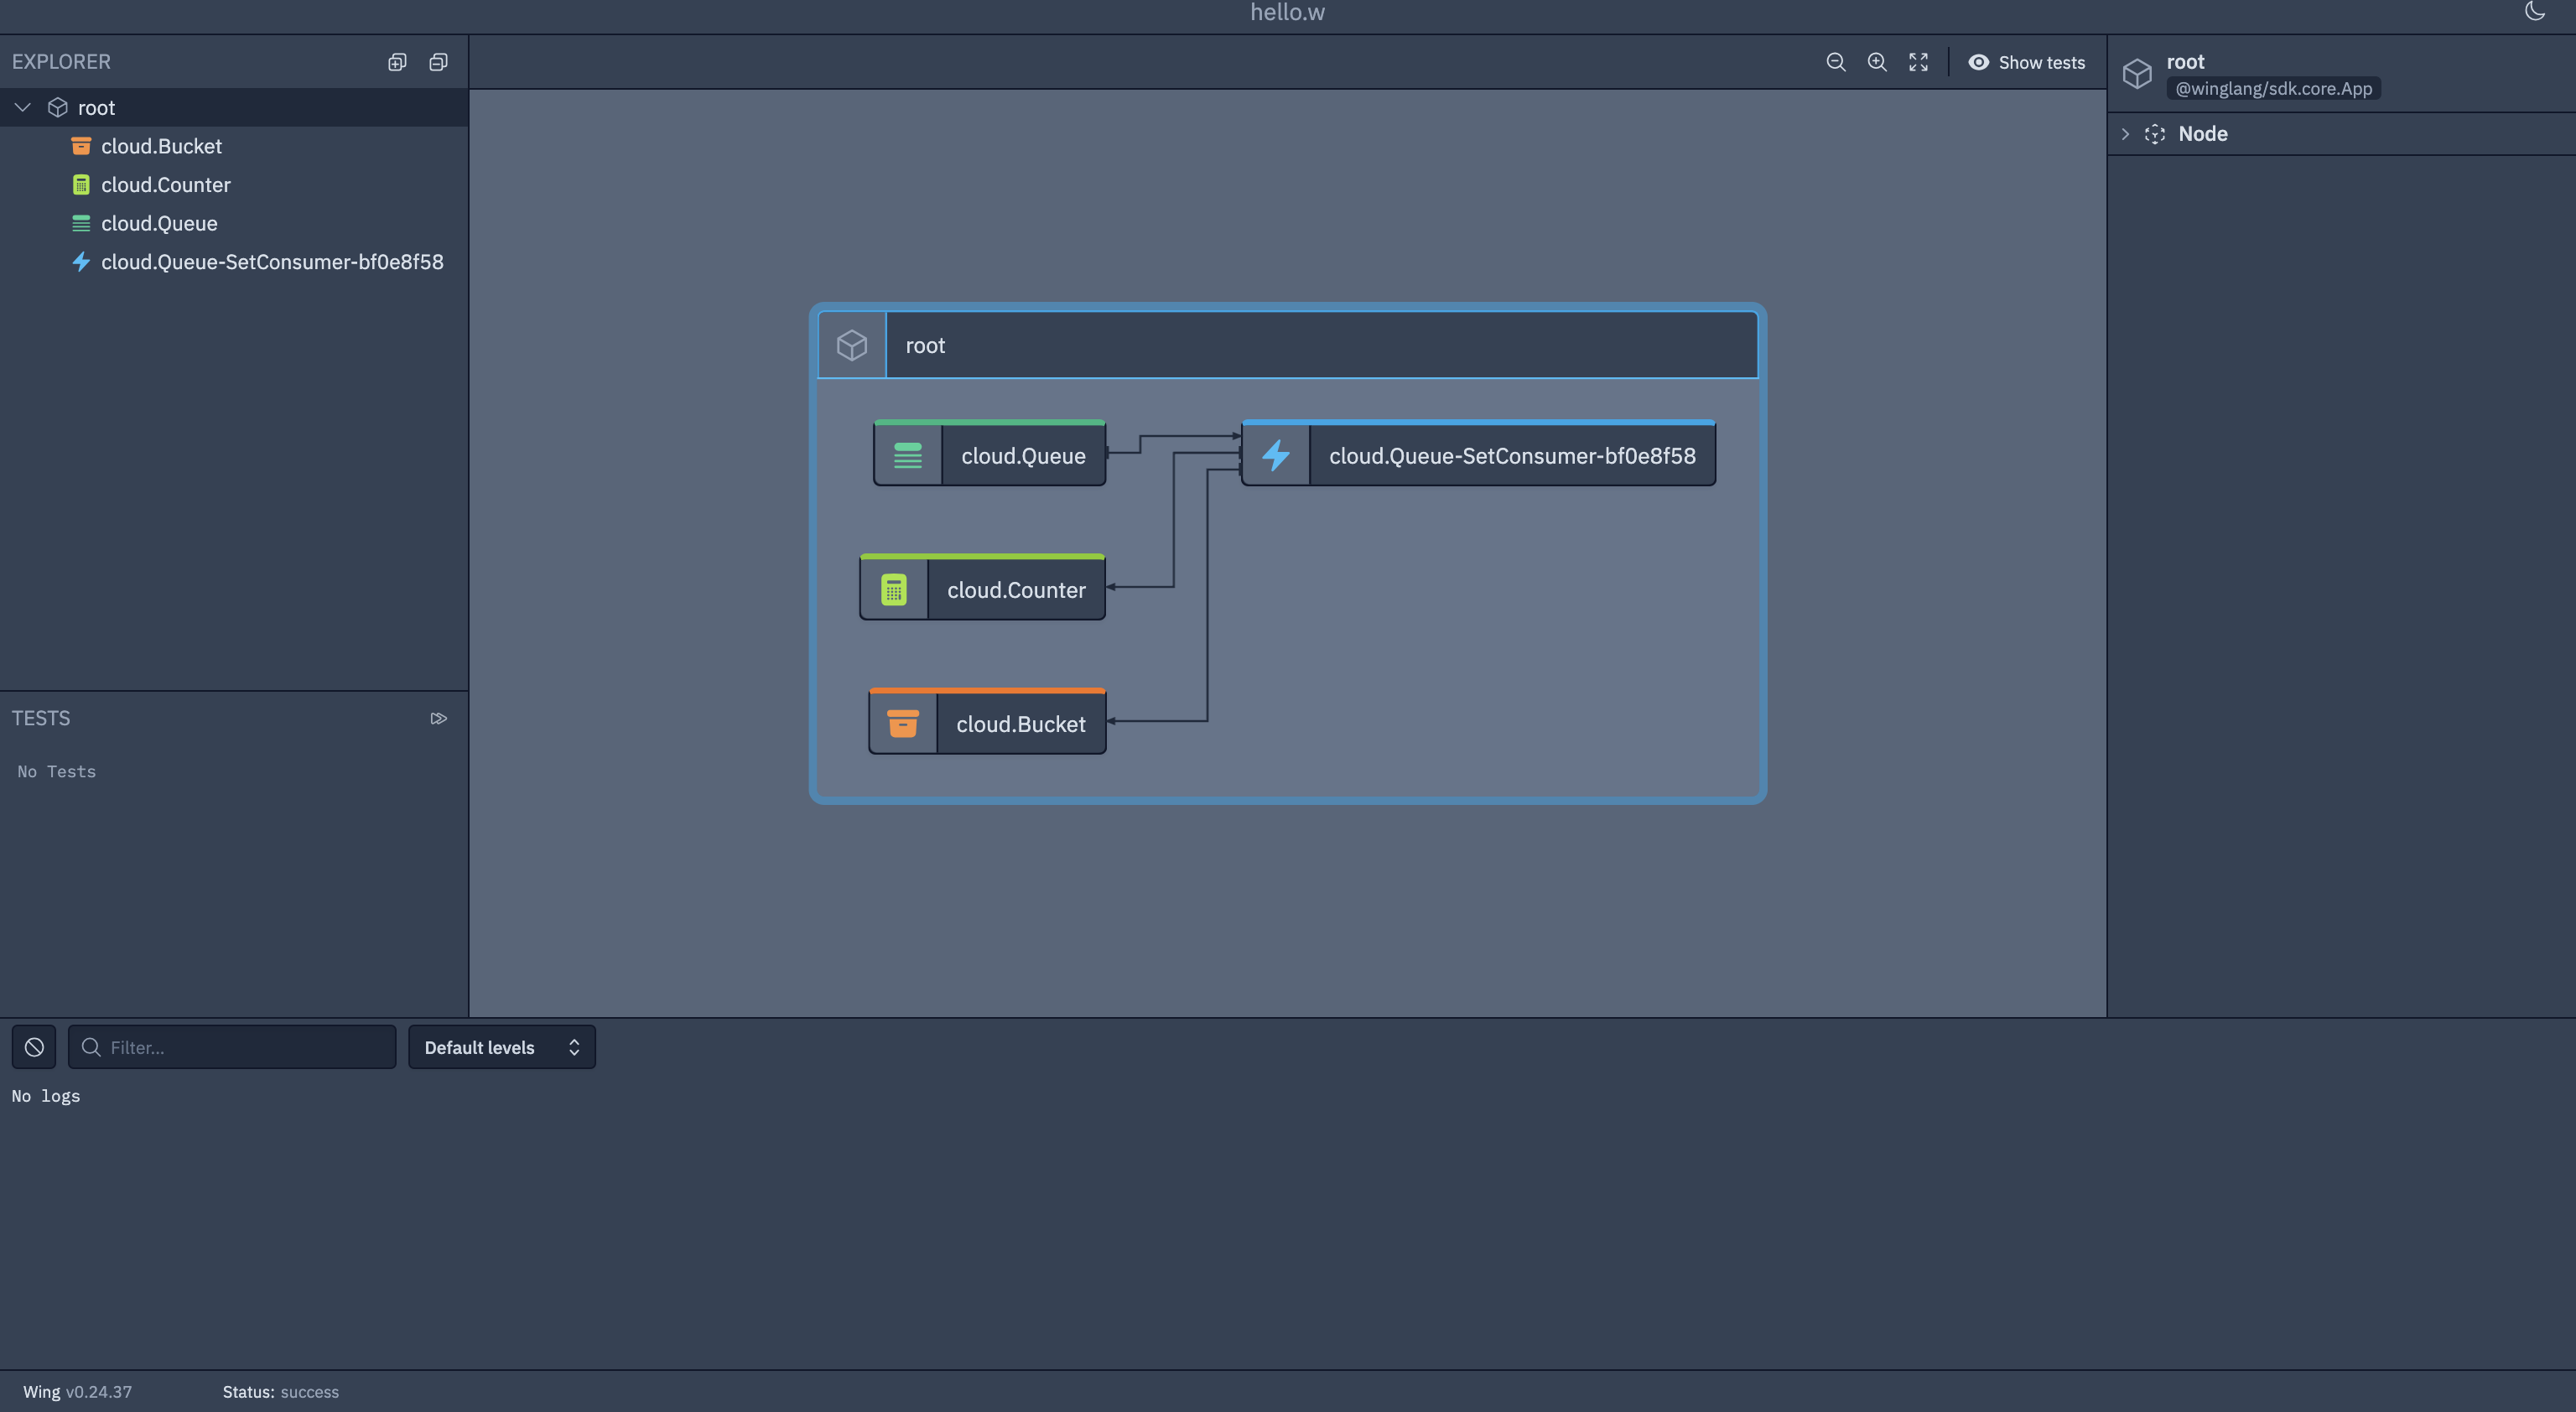 hello.w
EXPLORER
root
cloud.Bucket
cloud.Counter
cloud.Queue
cloud.Queue-SetConsumer-bf0e8f58
TESTS
No Tests
Show tests
root
cloud.Queue
cloud.Queue-SetConsumer-bf0e8f58
cloud.Counter
cloud.Bucket
root
@winglang/sdk.core.App
Node
Filter...
Default levels
No logs
Wing v0.24.37
Status: success